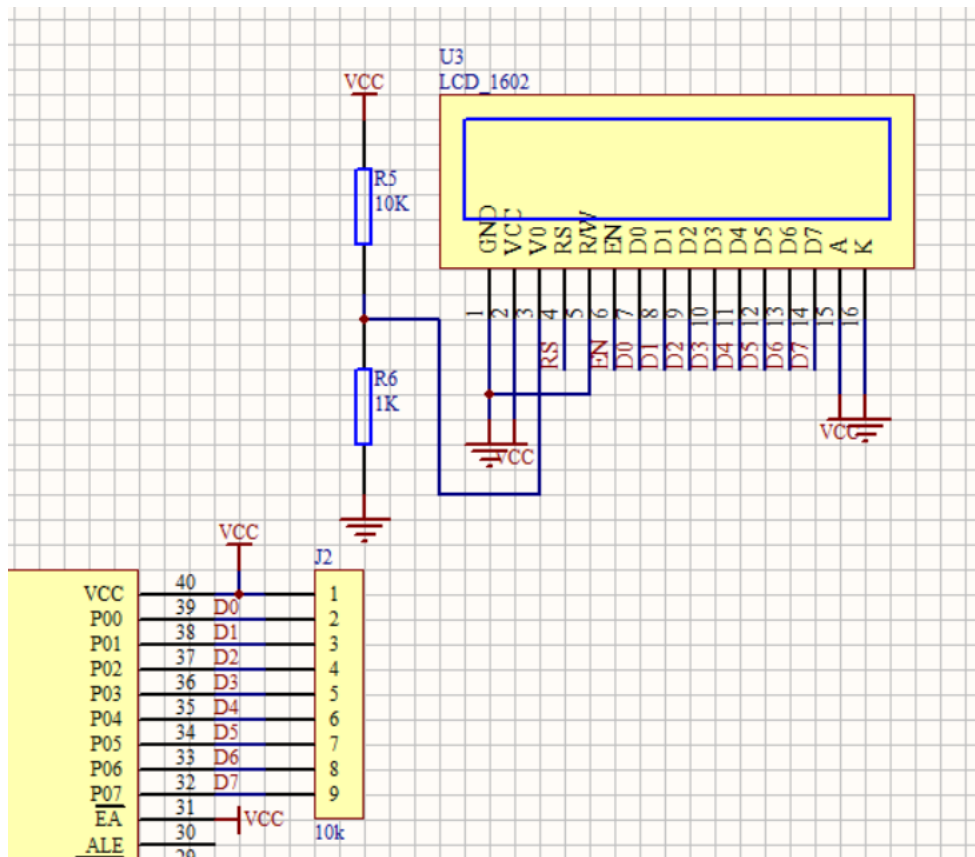 U3
LCD_1602
VCC
R5
10K
GND
VCC
V0
RS
R/W
EN
D0
D1
D2
D3
D4
D5
D6
D7
A
K
1
2
3
4
5
6
7
8
9
10
11
12
13
14
15
16
RS
EN
D0
D1
D2
D3
D4
D5
D6
D7
R6
1K
VCC
VCC
VCC
J2
VCC 40 1
P00 39 D0 2
P01 38 D1 3
P02 37 D2 4
P03 36 D3 5
P04 35 D4 6
P05 34 D5 7
P06 33 D6 8
P07 32 D7 9
EA 31 VCC
10k
ALE 30
29